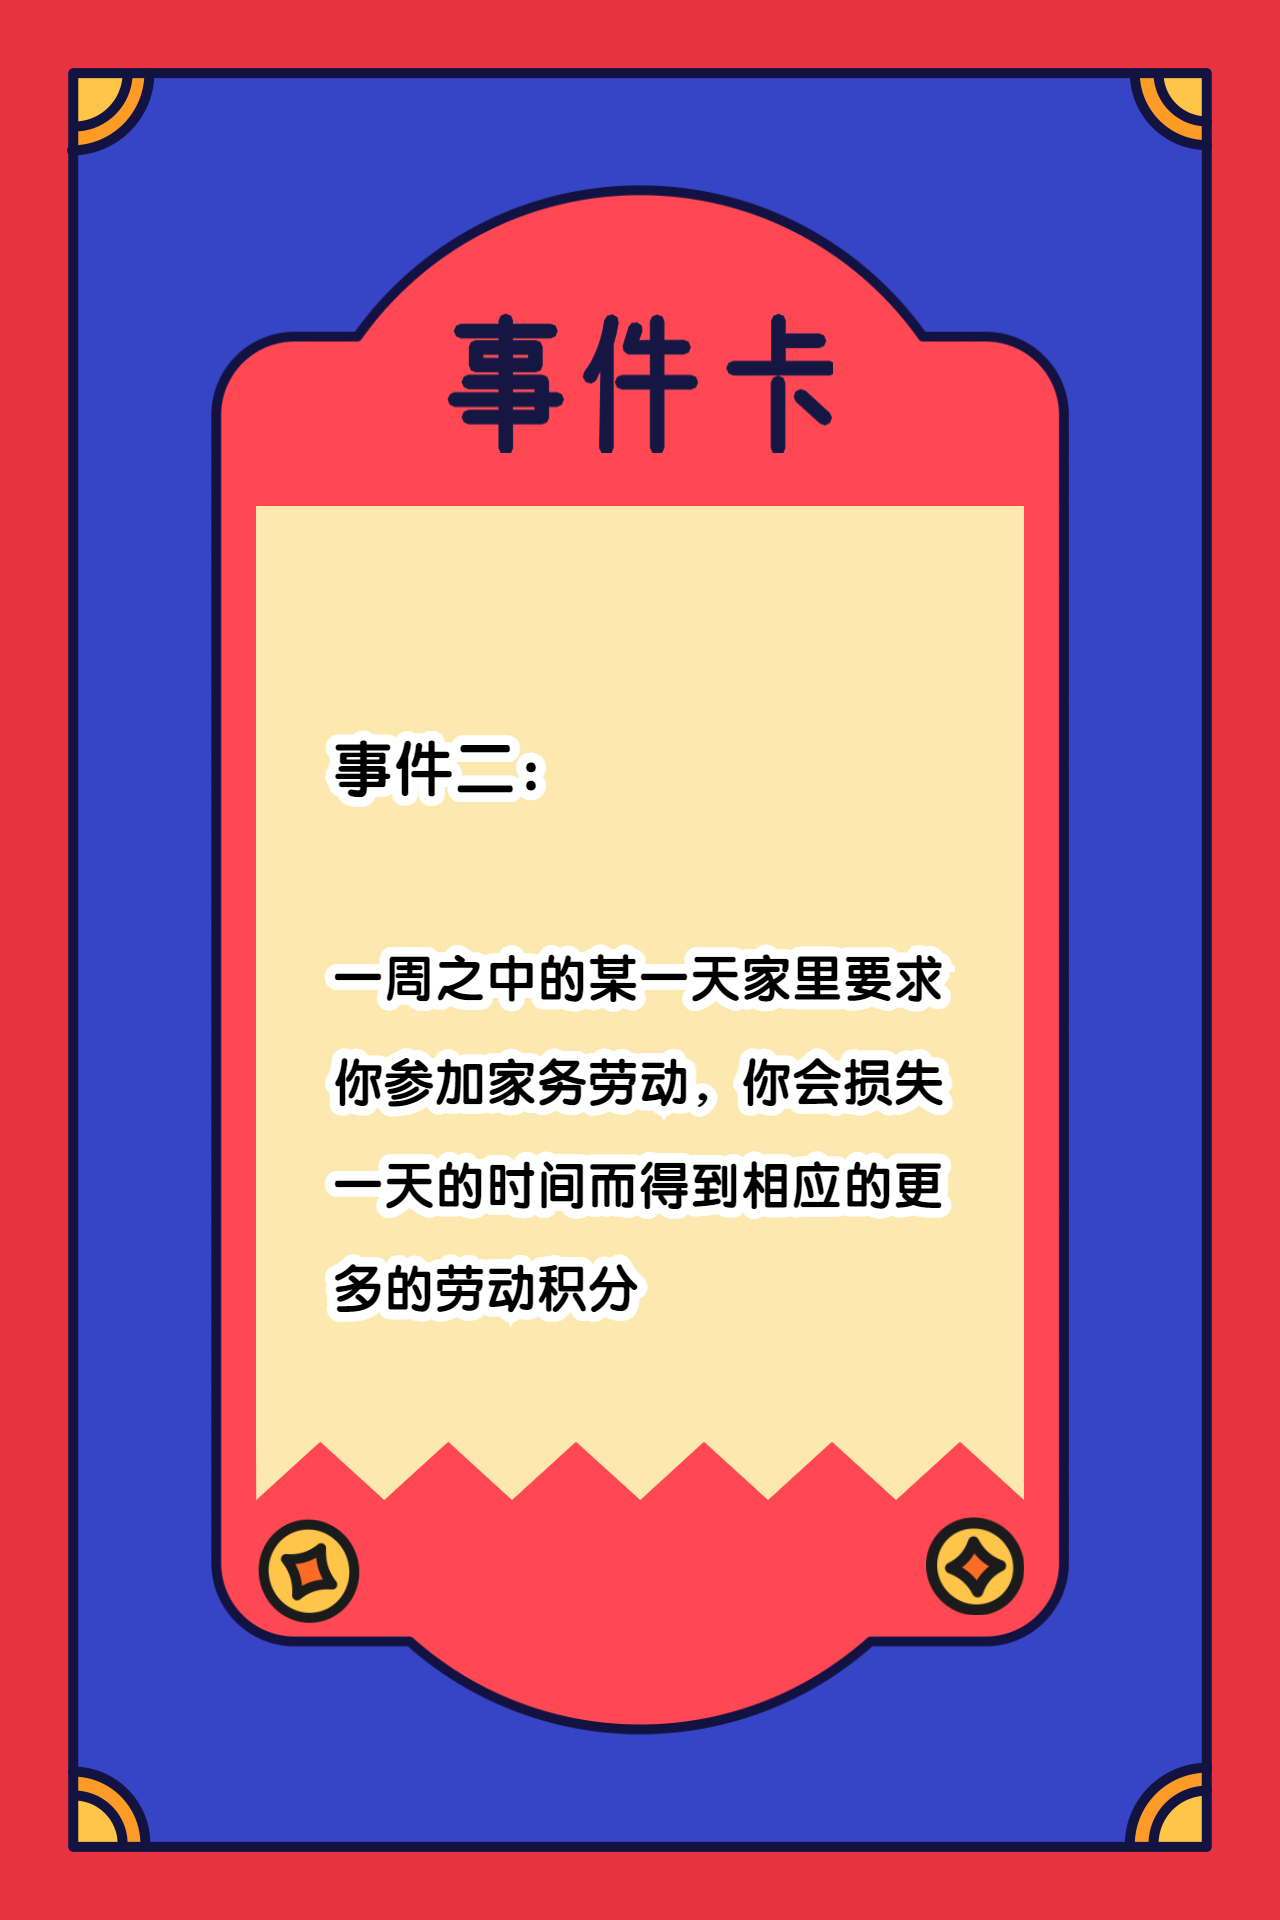 事件卡
事件二：
一周之中的某一天家里要求
你参加家务劳动，你会损失
一天的时间而得到相应的更
多的劳动积分